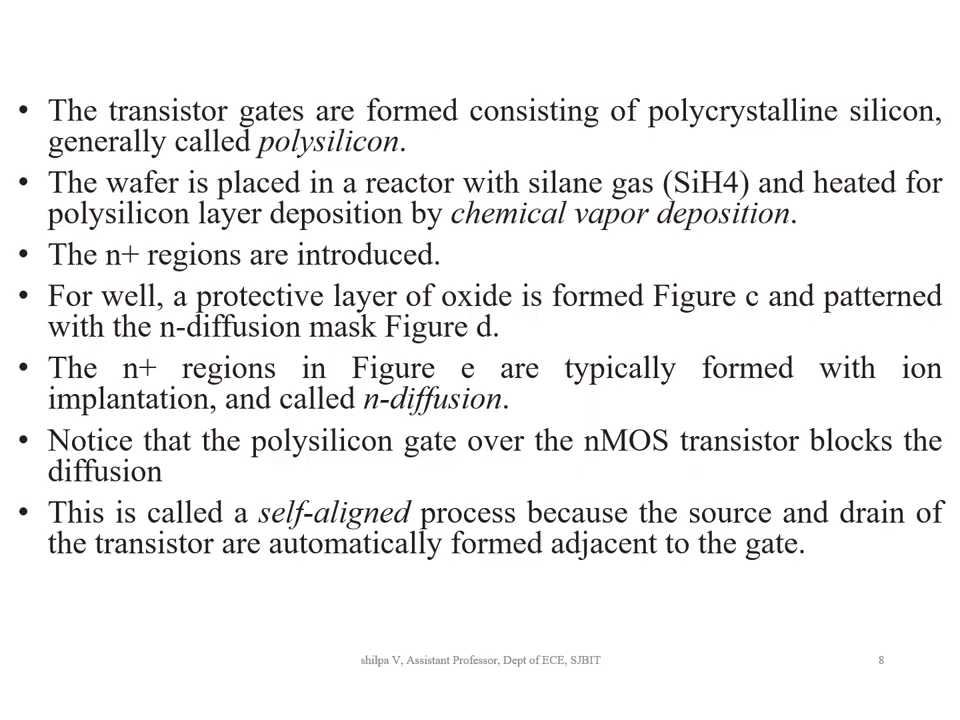 • The transistor gates are formed consisting of polycrystalline silicon,
generally called polysilicon.
• The wafer is placed in a reactor with silane gas (SiH4) and heated for
polysilicon layer deposition by chemical vapor deposition.
• The n+ regions are introduced.
• For well, a protective layer of oxide is formed Figure c and patterned
with the n-diffusion mask Figure d.
• The n+ regions in Figure e are typically formed with ion
implantation, and called n-diffusion.
• Notice that the polysilicon gate over the nMOS transistor blocks the
diffusion
• This is called a self-aligned process because the source and drain of
the transistor are automatically formed adjacent to the gate.
shilpa V, Assistant Professor, Dept of ECE, SJBIT
8